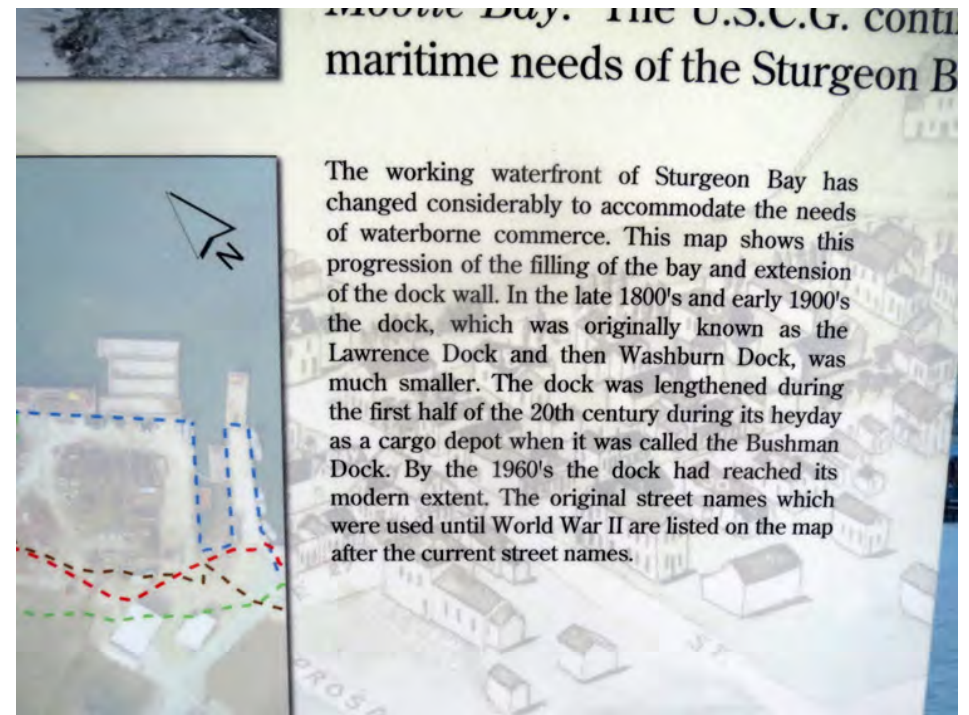 Mobile Bay. The U.S.C.G. conti
maritime needs of the Sturgeon B
The working waterfront of Sturgeon Bay has
changed considerably to accommodate the needs
of waterborne commerce. This map shows this
progression of the filling of the bay and extension
of the dock wall. In the late 1800's and early 1900's
the dock, which was originally known as the
Lawrence Dock and then Washburn Dock, was
much smaller. The dock was lengthened during
the first half of the 20th century during its heyday
as a cargo depot when it was called the Bushman
Dock. By the 1960's the dock had reached its
modern extent. The original street names which
were used until World War II are listed on the map
after the current street names.
N
ST.
PROSP